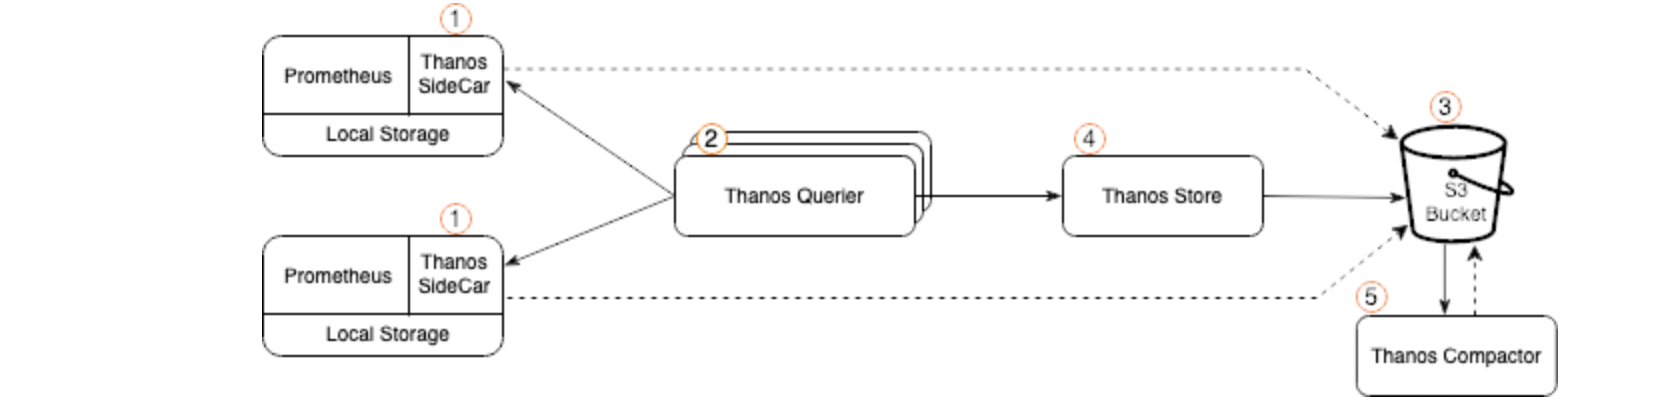 1
Prometheus
Thanos
SideCar
Local Storage
1
Prometheus
Thanos
SideCar
Local Storage
2
Thanos Querier
4
Thanos Store
3
S3
Bucket
5
Thanos Compactor